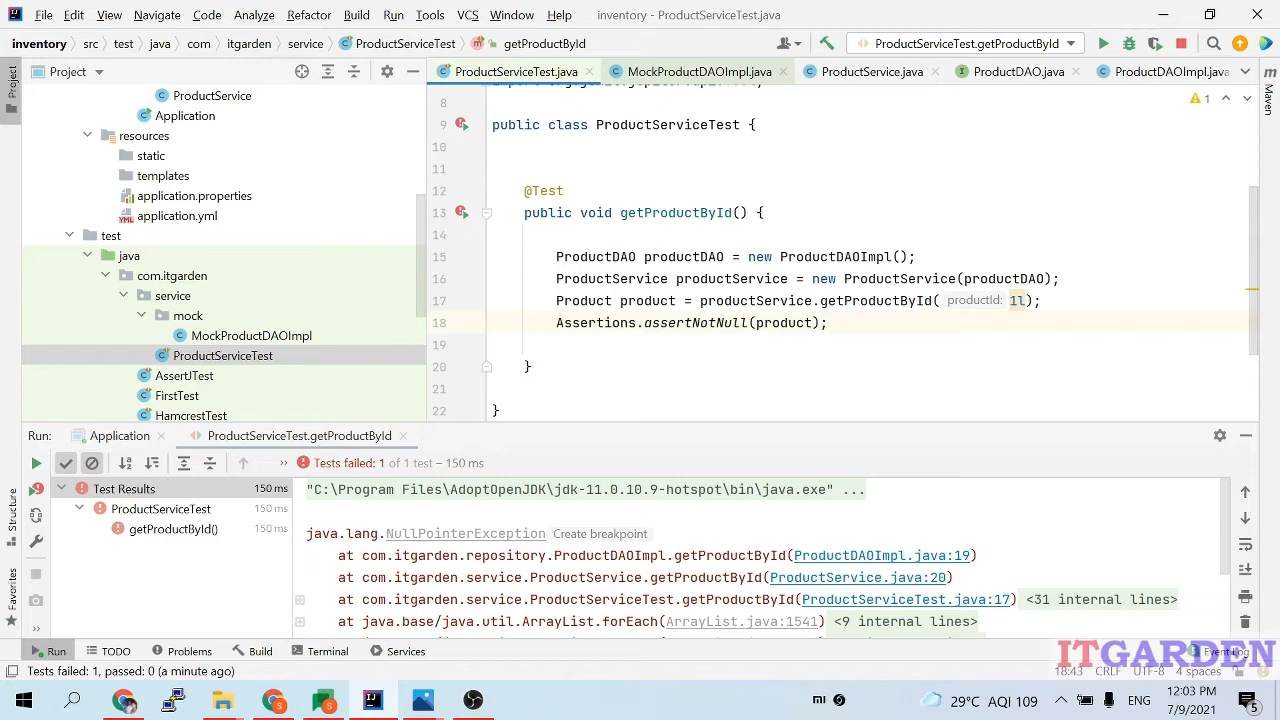 File Edit View Navigate Code Analyze Refactor Build Run Tools VCS Window Help inventory - ProductServiceTest.java
inventory src test java com itgarden service ProductServiceTest getProductById ProductServiceTest.getProductById
Project
ProductServiceTest.java MockProductDAOImpl.java ProductService.java ProductDAO.java ProductDAOImpl.java
Project
Maven
ProductService
Application
resources
static
templates
application.properties
application.yml
test
java
com.itgarden
service
mock
MockProductDAOImpl
ProductServiceTest
AssertJTest
FirstTest
HamcrestTest
1
8
9 public class ProductServiceTest {
10
11
12 @Test
13 public void getProductById() {
14
15 ProductDAO productDAO = new ProductDAOImpl();
16 ProductService productService = new ProductService(productDAO);
17 Product product = productService.getProductById( productId: 1l);
18 Assertions.assertNotNull(product);
19
20 }
21
22 }
Run: Application ProductServiceTest.getProductById
Tests failed: 1 of 1 test – 150 ms
Test Results 150 ms
ProductServiceTest 150 ms
getProductById() 150 ms
"C:\Program Files\AdoptOpenJDK\jdk-11.0.10.9-hotspot\bin\java.exe" ...
java.lang.NullPointerException Create breakpoint
at com.itgarden.repository.ProductDAOImpl.getProductById(ProductDAOImpl.java:19)
at com.itgarden.service.ProductService.getProductById(ProductService.java:20)
at com.itgarden.service.ProductServiceTest.getProductById(ProductServiceTest.java:17) <31 internal lines>
at java.base/java.util.ArrayList.forEach(ArrayList.java:1541) <9 internal lines>
Structure
Favorites
Run TODO Problems Build Terminal Services Event Log
ITGARDEN
Tests failed: 1, passed: 0 (a minute ago) 18:43 CRLF UTF-8 4 spaces
mi 29°C AQI 109 ENG 12:03 PM
7/9/2021
5